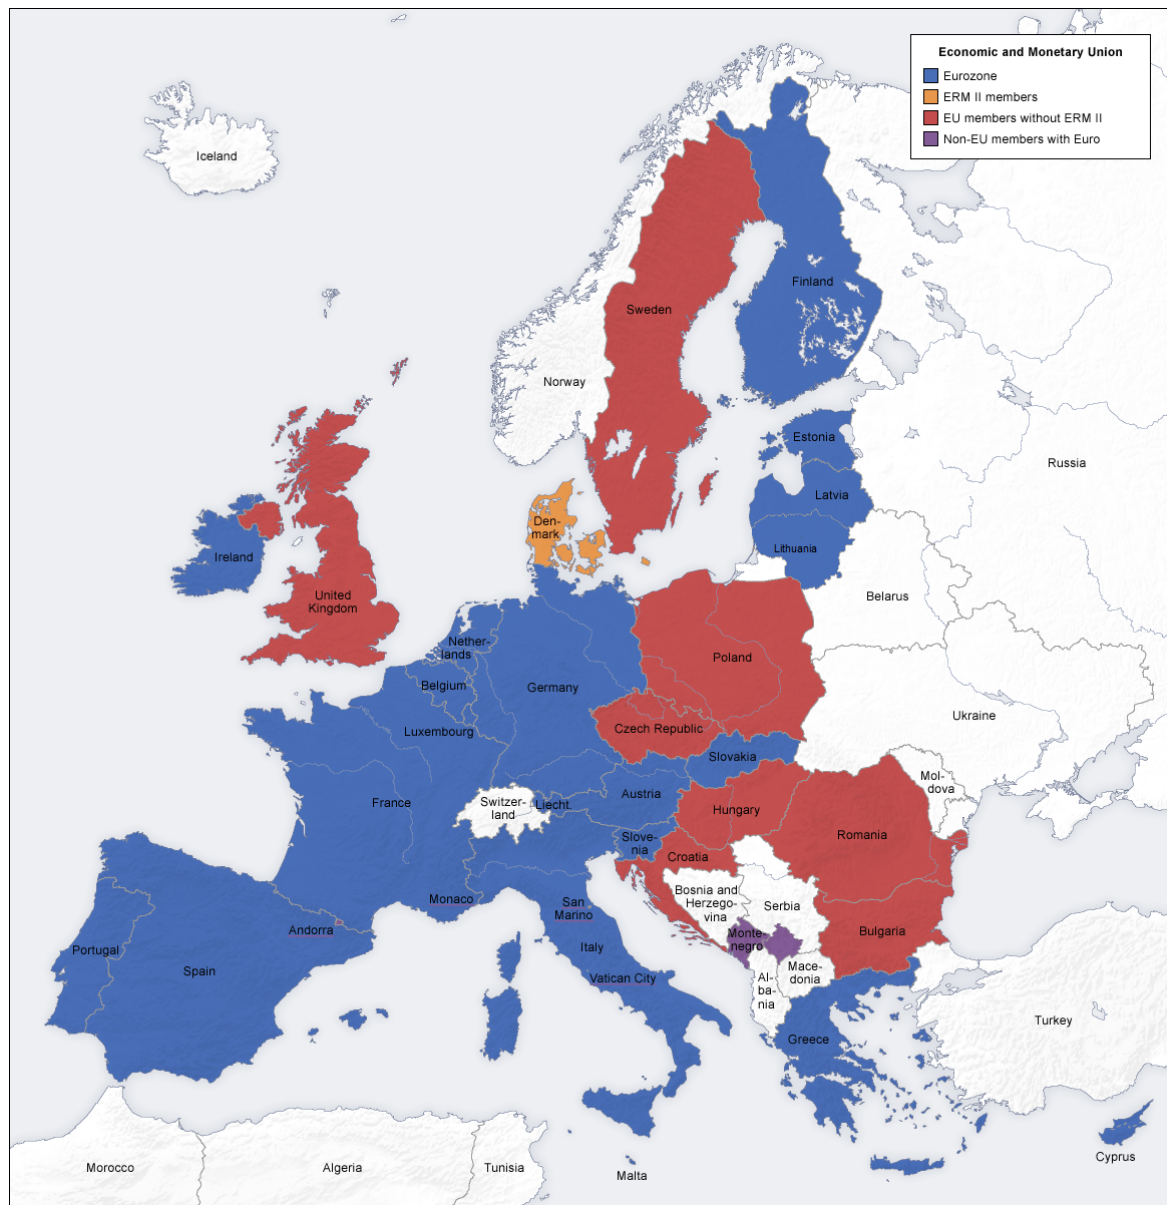 Economic and Monetary Union
Eurozone
ERM II members
EU members without ERM II
Non-EU members with Euro
Iceland
Finland
Sweden
Norway
Estonia
Russia
Latvia
Den-
mark
Lithuania
Ireland
United
Kingdom
Belarus
Nether-
lands
Poland
Belgium
Germany
Ukraine
Czech Republic
Luxembourg
Slovakia
Mol-
dova
Austria
Switzer-
land
Liecht.
France
Hungary
Romania
Slove-
nia
Croatia
Bosnia and
Herzego-
vina
Serbia
Monaco
San
Marino
Andorra
Bulgaria
Monte-
negro
Portugal
Italy
Spain
Vatican City
Mace-
donia
Al-
ba-
nia
Turkey
Greece
Cyprus
Morocco
Algeria
Tunisia
Malta